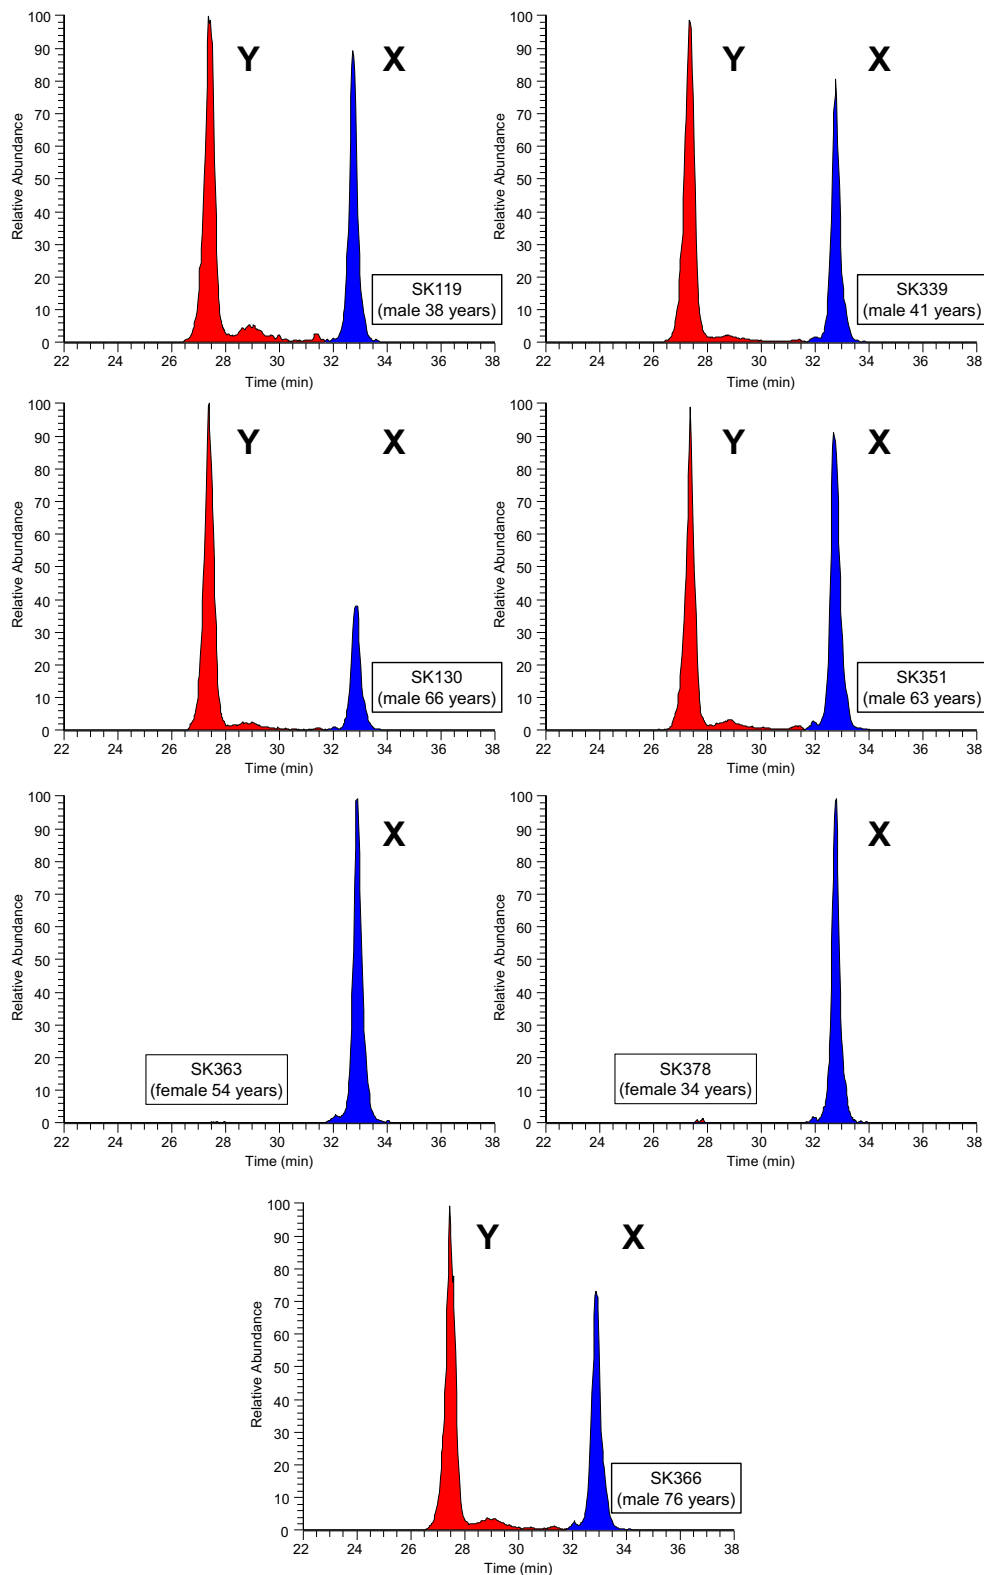 100
90
80
70
60
50
40
30
20
10
0
Relative Abundance
Y
X
SK119
(male 38 years)
22 24 26 28 30 32 34 36 38
Time (min)
100
90
80
70
60
50
40
30
20
10
0
Relative Abundance
Y
X
SK339
(male 41 years)
22 24 26 28 30 32 34 36 38
Time (min)
100
90
80
70
60
50
40
30
20
10
0
Relative Abundance
Y
X
SK130
(male 66 years)
22 24 26 28 30 32 34 36 38
Time (min)
100
90
80
70
60
50
40
30
20
10
0
Relative Abundance
Y
X
SK351
(male 63 years)
22 24 26 28 30 32 34 36 38
Time (min)
100
90
80
70
60
50
40
30
20
10
0
Relative Abundance
X
SK363
(female 54 years)
22 24 26 28 30 32 34 36 38
Time (min)
100
90
80
70
60
50
40
30
20
10
0
Relative Abundance
X
SK378
(female 34 years)
22 24 26 28 30 32 34 36 38
Time (min)
100
90
80
70
60
50
40
30
20
10
0
Relative Abundance
Y
X
SK366
(male 76 years)
22 24 26 28 30 32 34 36 38
Time (min)